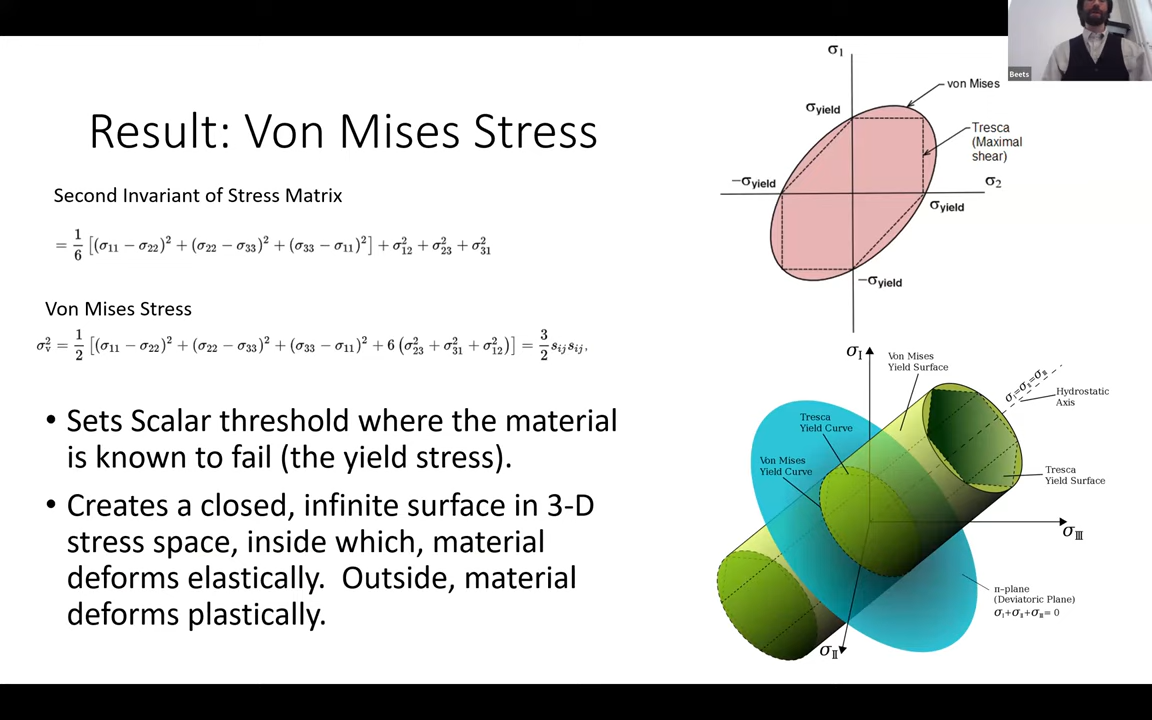 Beets
Result: Von Mises Stress
Second Invariant of Stress Matrix
= 1/6 [(σ11 − σ22)² + (σ22 − σ33)² + (σ33 − σ11)²] + σ12² + σ23² + σ31²
Von Mises Stress
σv² = 1/2 [(σ11 − σ22)² + (σ22 − σ33)² + (σ33 − σ11)² + 6 (σ23² + σ31² + σ12²)] = 3/2 sij sij,
• Sets Scalar threshold where the material
is known to fail (the yield stress).
• Creates a closed, infinite surface in 3-D
stress space, inside which, material
deforms elastically.  Outside, material
deforms plastically.
σ1
von Mises
σyield
Tresca
(Maximal
shear)
−σyield
σ2
σyield
−σyield
σI
Von Mises
Yield Surface
σI=σII=σIII
Hydrostatic
Axis
Tresca
Yield Curve
Von Mises
Yield Curve
Tresca
Yield Surface
σIII
π-plane
(Deviatoric Plane)
σI+σII+σIII= 0
σII